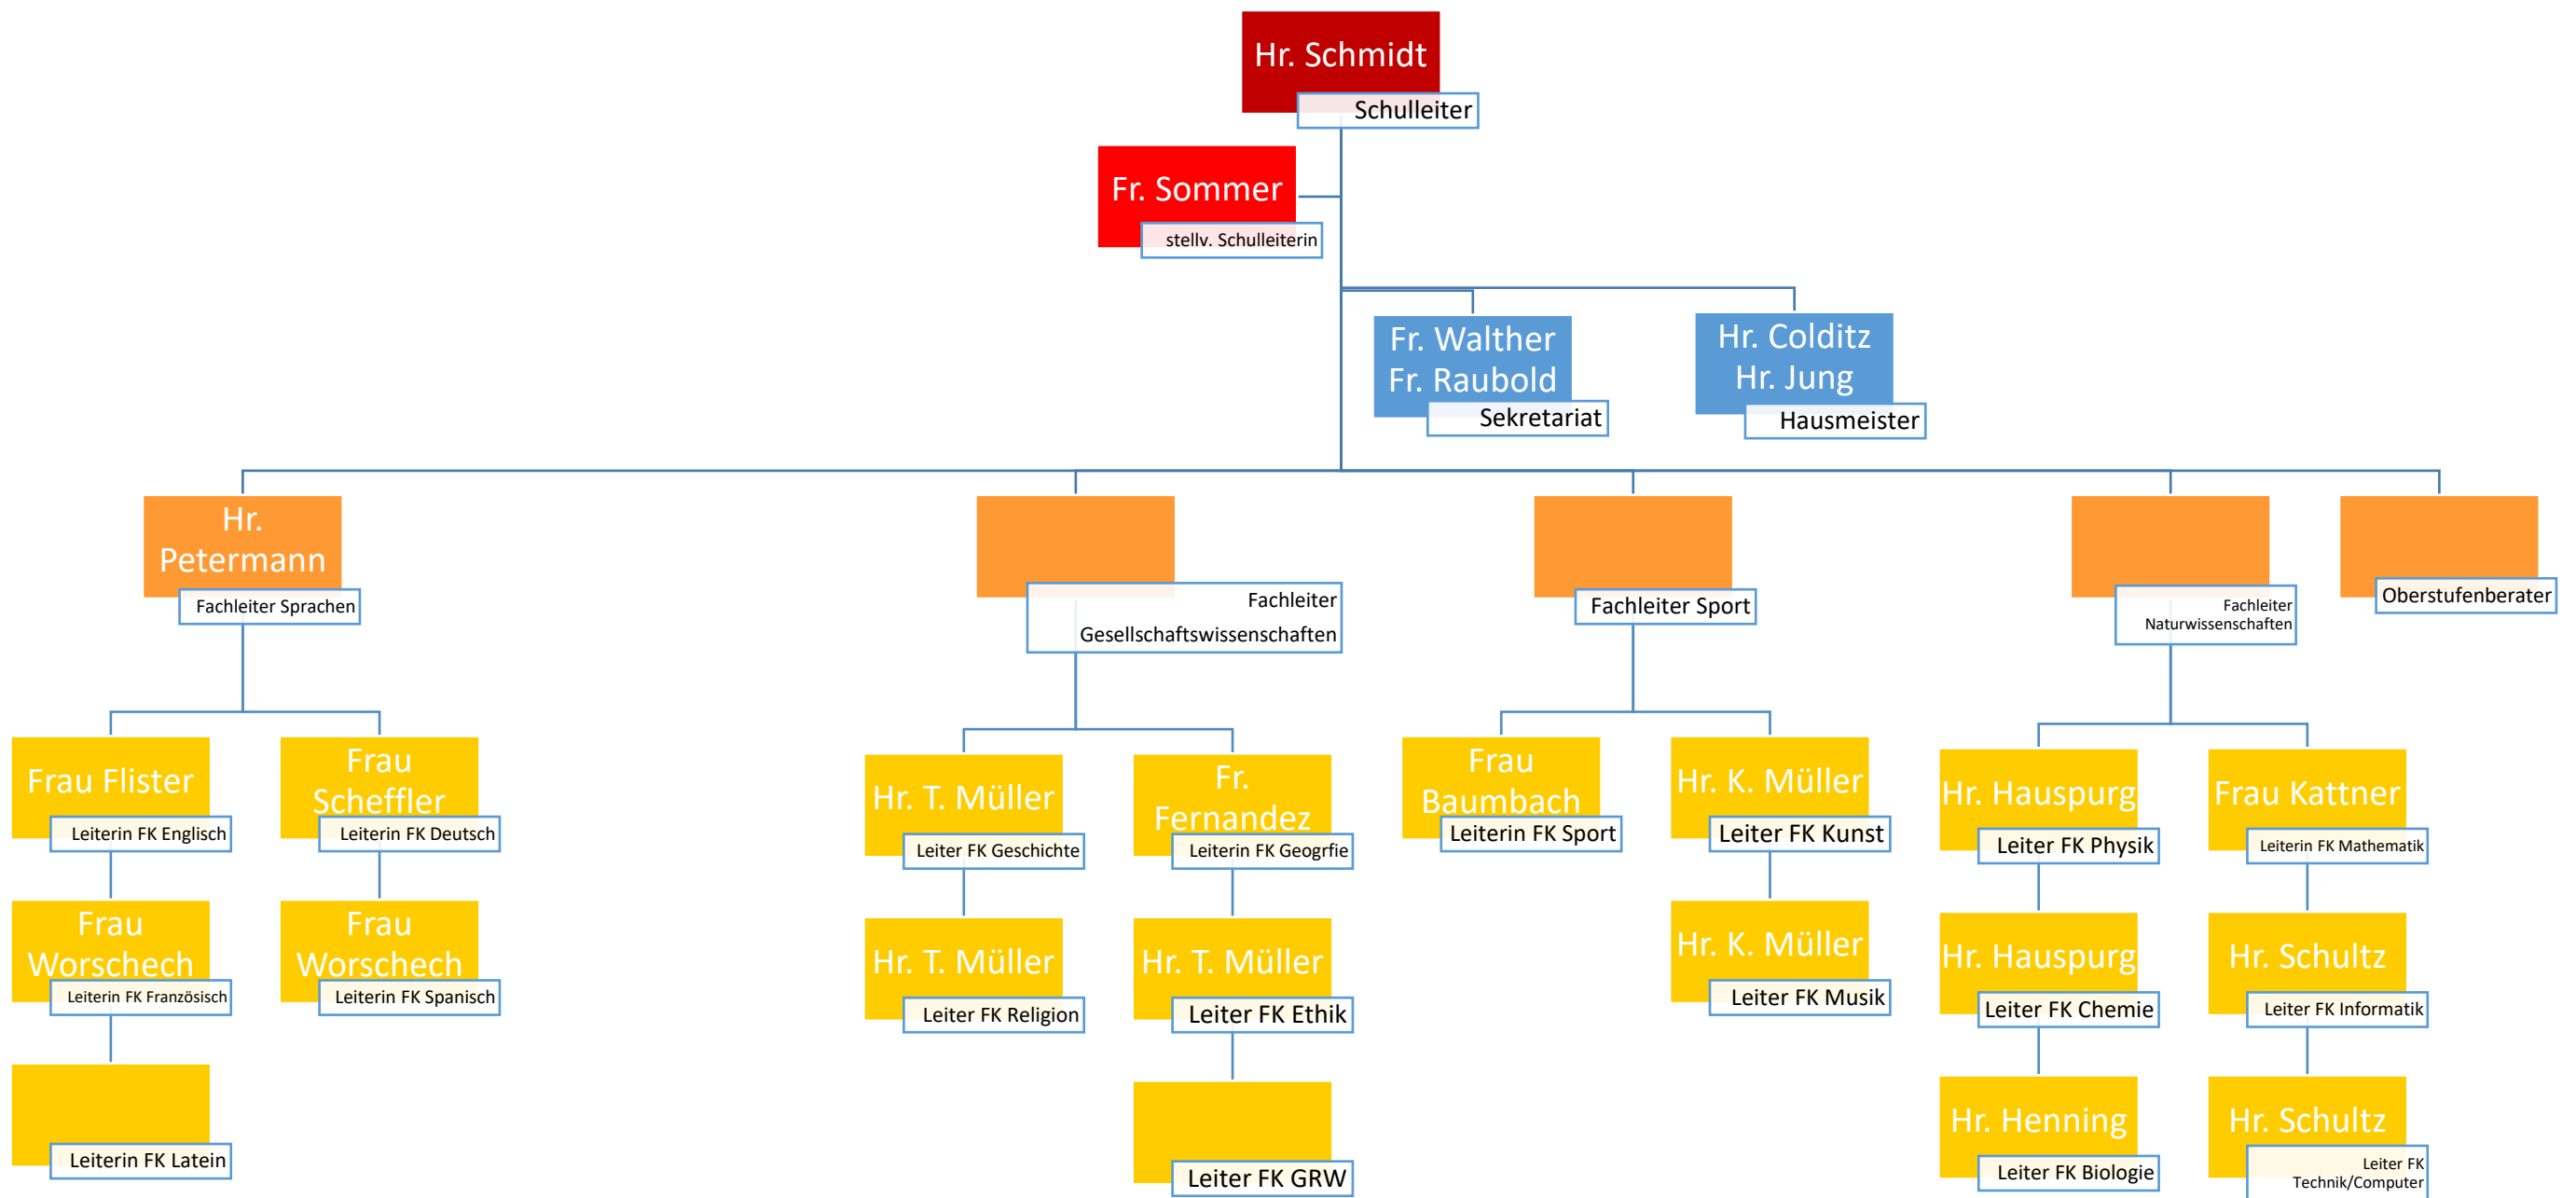 Hr. Schmidt
Schulleiter
Fr. Sommer
stellv. Schulleiterin
Fr. Walther
Fr. Raubold
Sekretariat
Hr. Colditz
Hr. Jung
Hausmeister
Hr.
Petermann
Fachleiter Sprachen
Fachleiter
Gesellschaftswissenschaften
Fachleiter Sport
Fachleiter
Naturwissenschaften
Oberstufenberater
Frau Flister
Leiterin FK Englisch
Frau
Scheffler
Leiterin FK Deutsch
Hr. T. Müller
Leiter FK Geschichte
Fr.
Fernandez
Leiterin FK Geogrfie
Frau
Baumbach
Leiterin FK Sport
Hr. K. Müller
Leiter FK Kunst
Hr. Hauspurg
Leiter FK Physik
Frau Kattner
Leiterin FK Mathematik
Frau
Worschech
Leiterin FK Französisch
Frau
Worschech
Leiterin FK Spanisch
Hr. T. Müller
Leiter FK Religion
Hr. T. Müller
Leiter FK Ethik
Hr. K. Müller
Leiter FK Musik
Hr. Hauspurg
Leiter FK Chemie
Hr. Schultz
Leiter FK Informatik
Leiterin FK Latein
Leiter FK GRW
Hr. Henning
Leiter FK Biologie
Hr. Schultz
Leiter FK
Technik/Computer